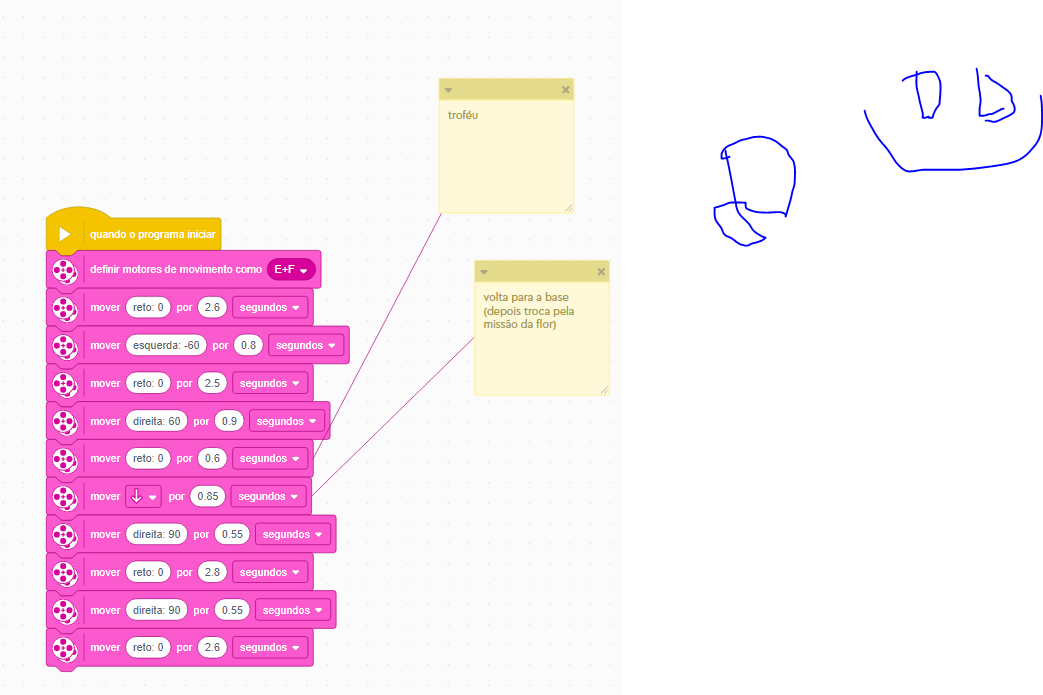 troféu
volta para a base
(depois troca pela
missão da flor)
quando o programa iniciar
definir motores de movimento como E+F
mover reto: 0 por 2.6 segundos
mover esquerda: -60 por 0.8 segundos
mover reto: 0 por 2.5 segundos
mover direita: 60 por 0.9 segundos
mover reto: 0 por 0.6 segundos
mover por 0.85 segundos
mover direita: 90 por 0.55 segundos
mover reto: 0 por 2.8 segundos
mover direita: 90 por 0.55 segundos
mover reto: 0 por 2.6 segundos